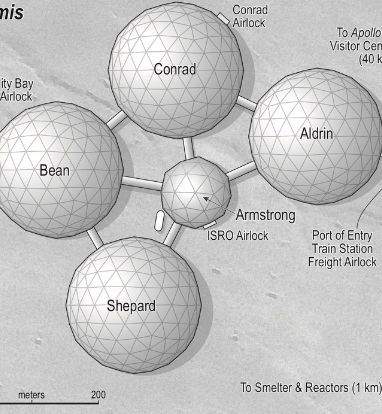 mis
Conrad
Airlock
To Apollo
Visitor Cen
(40 k
Conrad
ity Bay
Airlock
Aldrin
Bean
Armstrong
ISRO Airlock
Port of Entry
Train Station
Freight Airlock
Shepard
meters 200
To Smelter & Reactors (1 km)